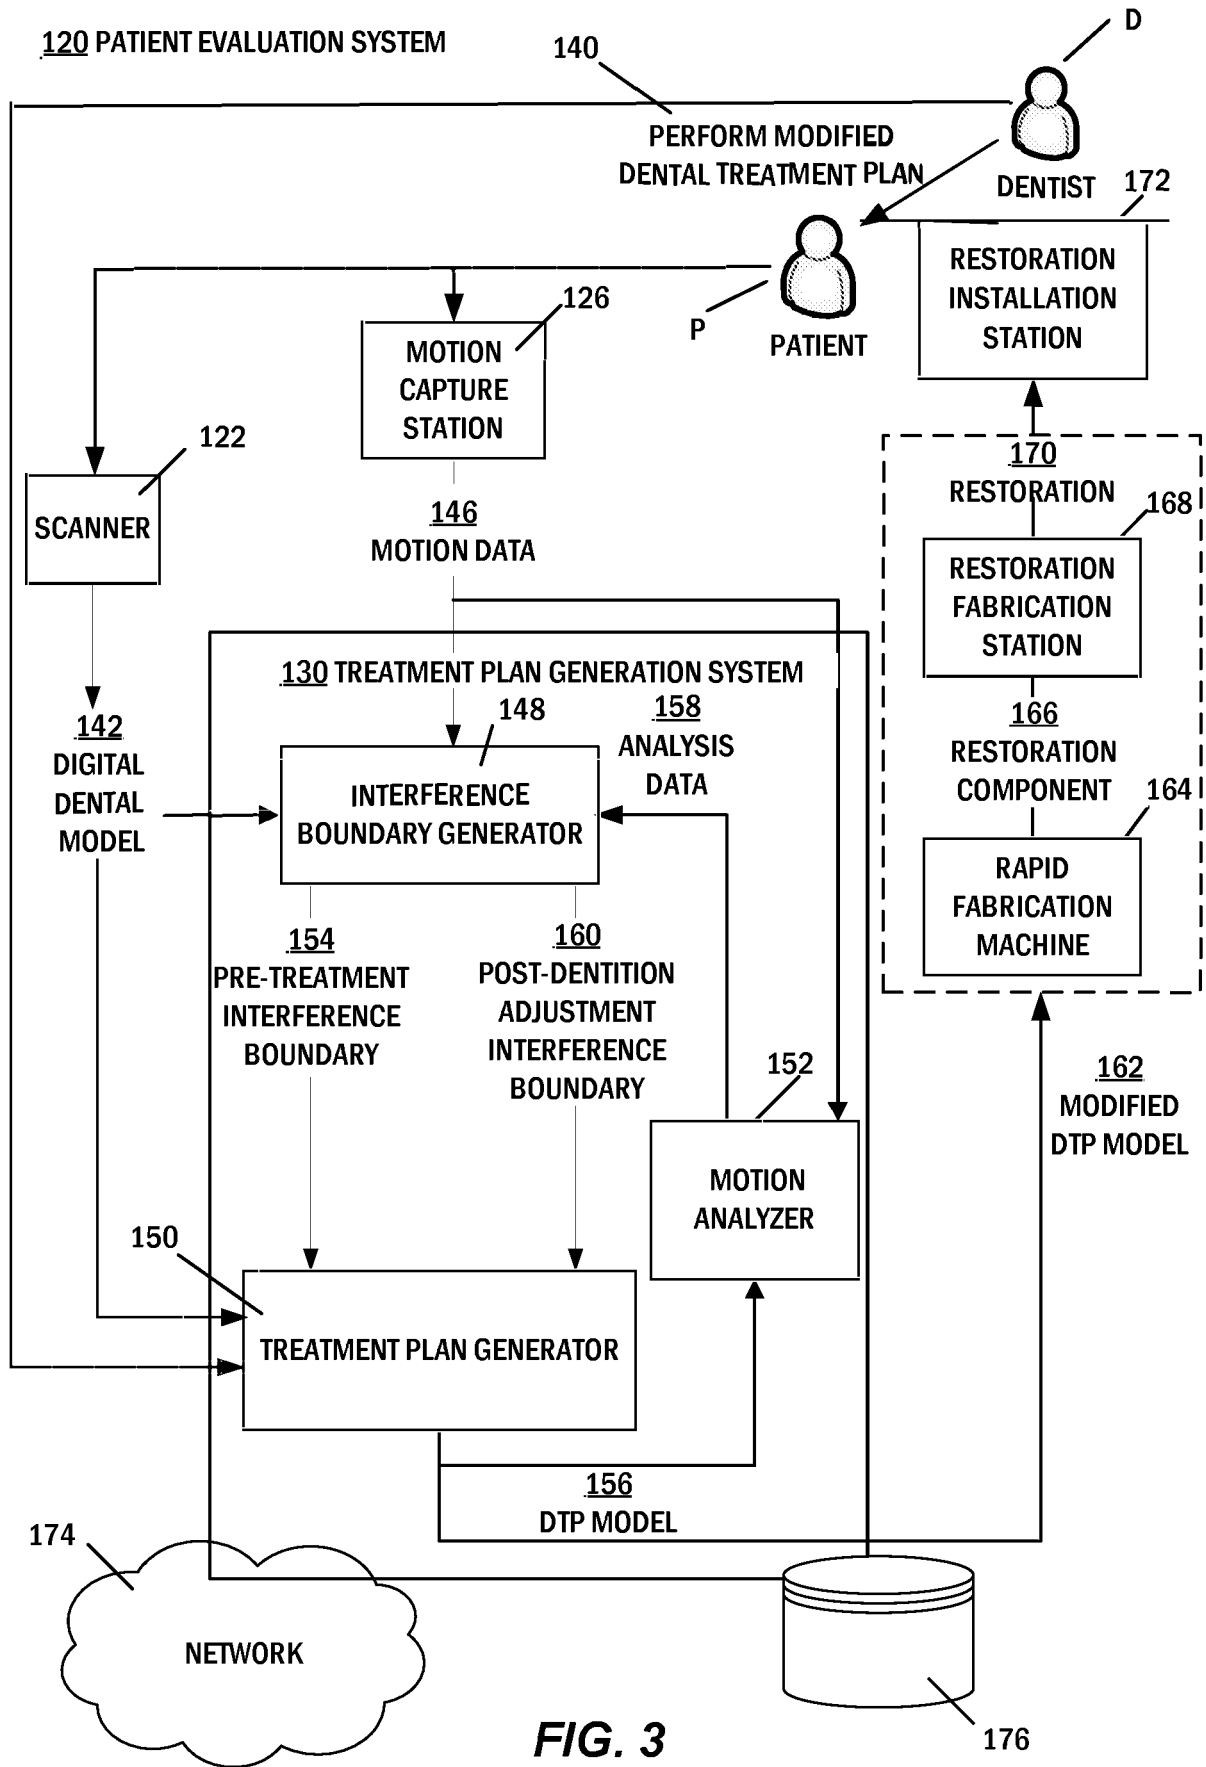 120 PATIENT EVALUATION SYSTEM
140
D
PERFORM MODIFIED
DENTAL TREATMENT PLAN
DENTIST
172
RESTORATION
INSTALLATION
STATION
P
PATIENT
126
MOTION
CAPTURE
STATION
122
SCANNER
146
MOTION DATA
170
RESTORATION
168
RESTORATION
FABRICATION
STATION
166
RESTORATION
COMPONENT
164
RAPID
FABRICATION
MACHINE
130 TREATMENT PLAN GENERATION SYSTEM
142
DIGITAL
DENTAL
MODEL
148
158
ANALYSIS
DATA
INTERFERENCE
BOUNDARY GENERATOR
154
PRE-TREATMENT
INTERFERENCE
BOUNDARY
160
POST-DENTITION
ADJUSTMENT
INTERFERENCE
BOUNDARY
152
MOTION
ANALYZER
162
MODIFIED
DTP MODEL
150
TREATMENT PLAN GENERATOR
156
DTP MODEL
174
NETWORK
176
FIG. 3